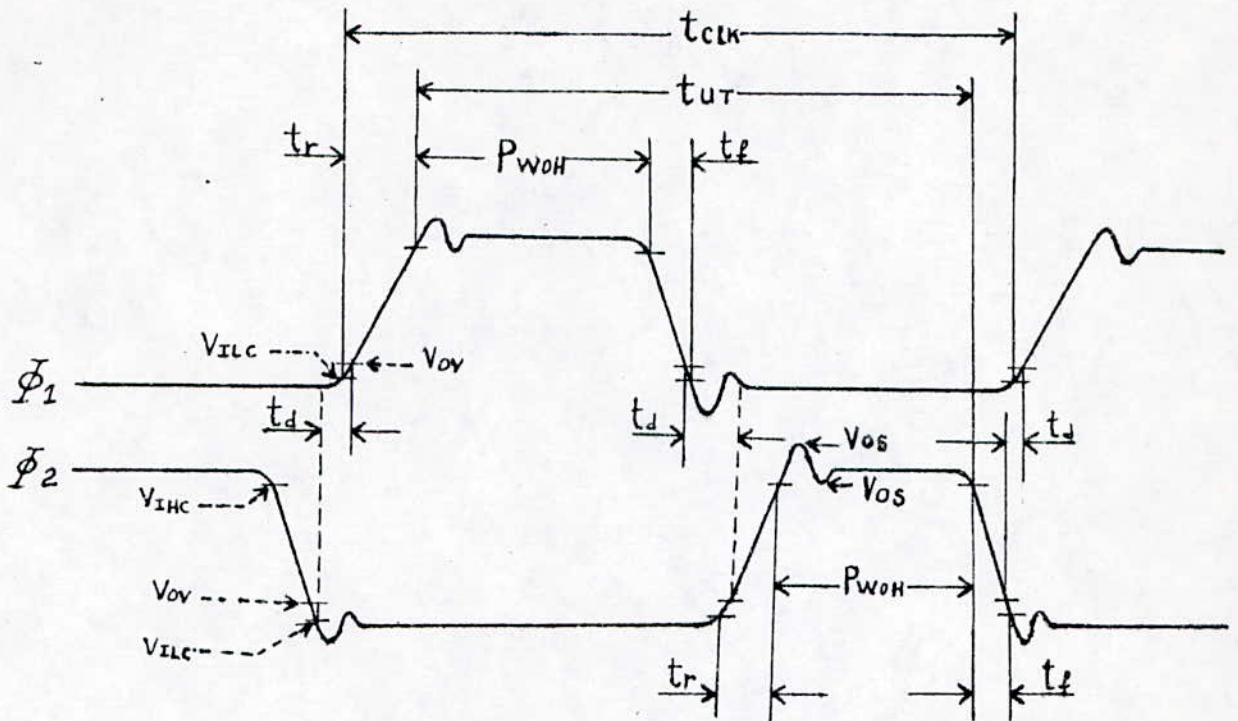 tCLK
tUT
tr PWOH tf
VILC VOV
Φ1
td td VOS td
Φ2
VIHC VOS
PWOH
VOV
VILC
tr tf